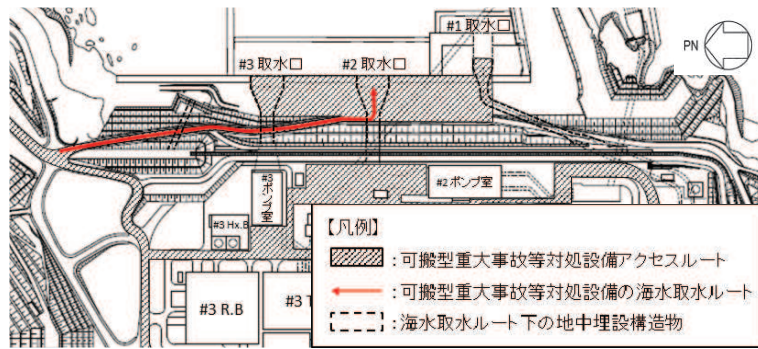 #1 取水口
PN
#3 取水口
#2 取水口
#3
ポンプ室
#2 ポンプ室
#3 Hx.B
#3 R.B
#3 T
【凡例】
:可搬型重大事故等対処設備アクセスルート
:可搬型重大事故等対処設備の海水取水ルート
:海水取水ルート下の地中埋設構造物